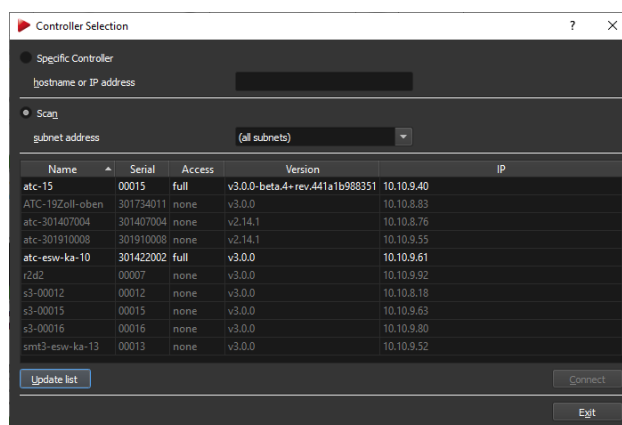 Controller Selection ? ×
Specific Controller
hostname or IP address
Scan
subnet address (all subnets)
Name Serial Access Version IP
atc-15 00015 full v3.0.0-beta.4+rev.441a1b988351 10.10.9.40
ATC-19Zoll-oben 301734011 none v3.0.0 10.10.8.83
atc-301407004 301407004 none v2.14.1 10.10.8.76
atc-301910008 301910008 none v2.14.1 10.10.9.55
atc-esw-ka-10 301422002 full v3.0.0 10.10.9.61
r2d2 00007 none v3.0.0 10.10.9.92
s3-00012 00012 none v3.0.0 10.10.8.18
s3-00015 00015 none v3.0.0 10.10.9.63
s3-00016 00016 none v3.0.0 10.10.9.80
smt3-esw-ka-13 00013 none v3.0.0 10.10.9.52
Update list Connect
Exit